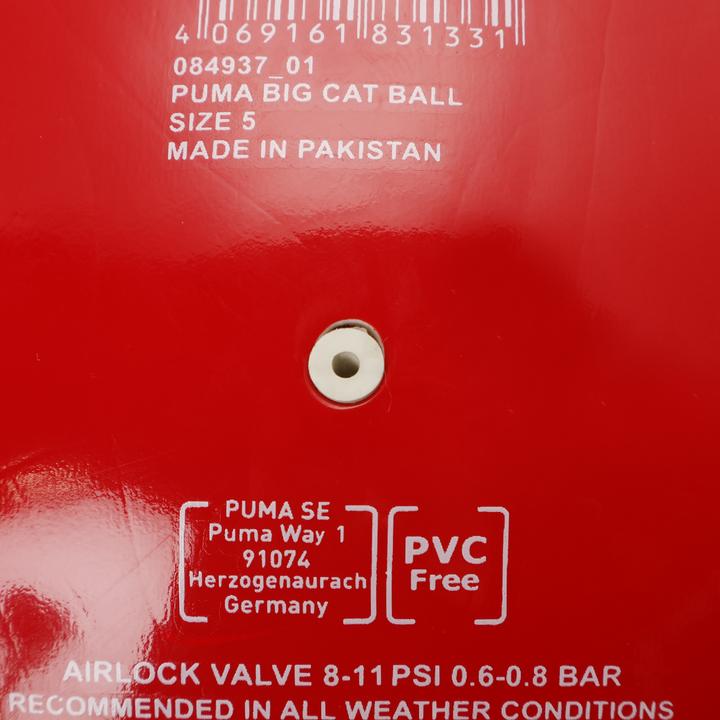 4 069161 831331
084937_01
PUMA BIG CAT BALL
SIZE 5
MADE IN PAKISTAN
PUMA SE
Puma Way 1
91074
Herzogenaurach
Germany
PVC
Free
AIRLOCK VALVE 8-11 PSI 0.6-0.8 BAR
RECOMMENDED IN ALL WEATHER CONDITIONS